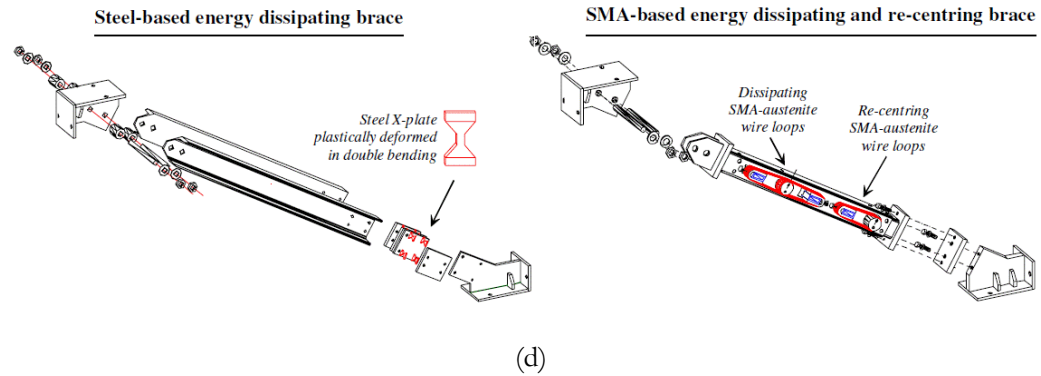 Steel-based energy dissipating brace
SMA-based energy dissipating and re-centring brace
Steel X-plate
plastically deformed
in double bending
Dissipating
SMA-austenite
wire loops
Re-centring
SMA-austenite
wire loops
(d)